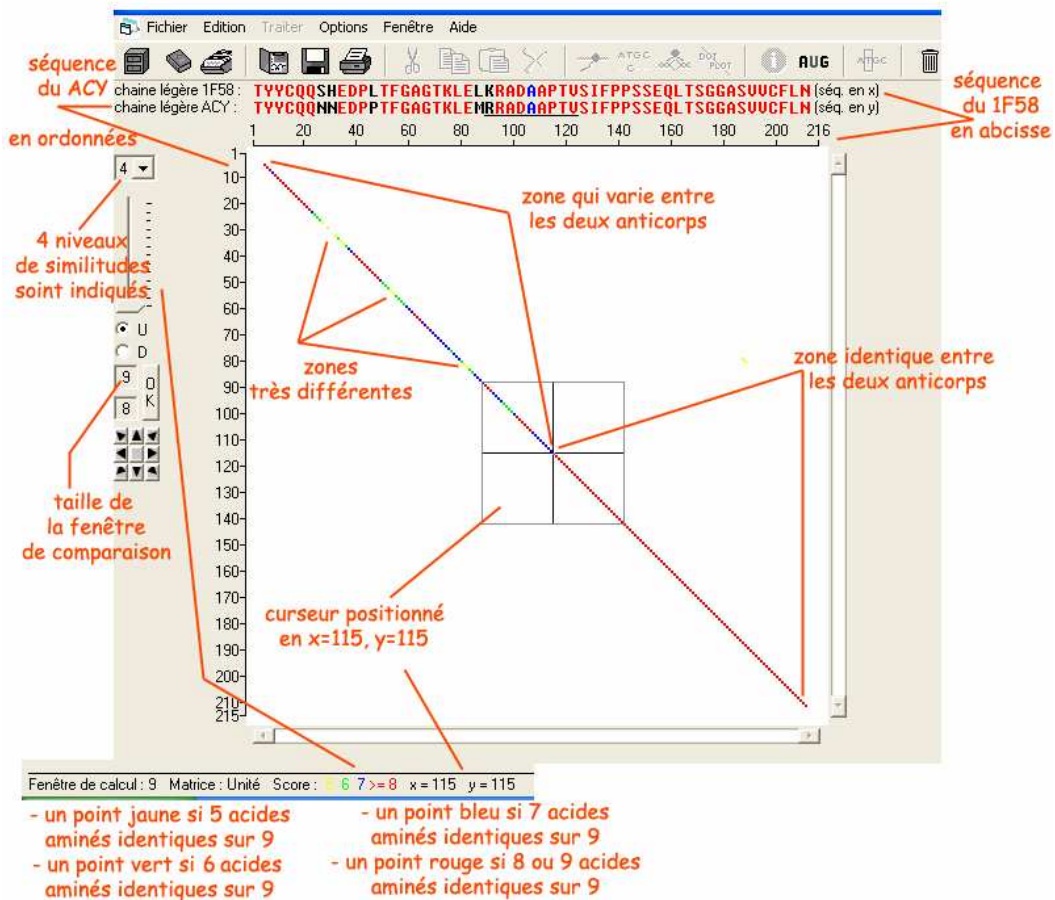 Fichier Edition Traiter Options Fenêtre Aide
ATGC
C
DOT
PLOT
AUG
ATGC
séquence
du ACY
en ordonnées
chaine légère 1F58 : TYYCQQSHEDPLTFGAGTKLELKRADAAPTVSIFPPSSEQLTSGGASVVCFLN (séq. en x)
chaine légère ACY : TYYCQQNNEDPPTFGAGTKLEMRRADAAPTVSIFPPSSEQLTSGGASVVCFLN (séq. en y)
séquence
du 1F58
en abcisse
1 20 40 60 80 100 120 140 160 180 200 216
1
10
20
30
40
50
60
70
80
90
100
110
120
130
140
150
160
170
180
190
200
210
215
4
4 niveaux
de similitudes
soint indiqués
U
D
9
8
O
K
taille de
la fenêtre
de comparaison
zone qui varie entre
les deux anticorps
zones
très différentes
zone identique entre
les deux anticorps
curseur positionné
en x=115, y=115
Fenêtre de calcul : 9 Matrice : Unité Score : 5 6 7 >= 8 x = 115 y = 115
- un point jaune si 5 acides
aminés identiques sur 9
- un point vert si 6 acides
aminés identiques sur 9
- un point bleu si 7 acides
aminés identiques sur 9
- un point rouge si 8 ou 9 acides
aminés identiques sur 9